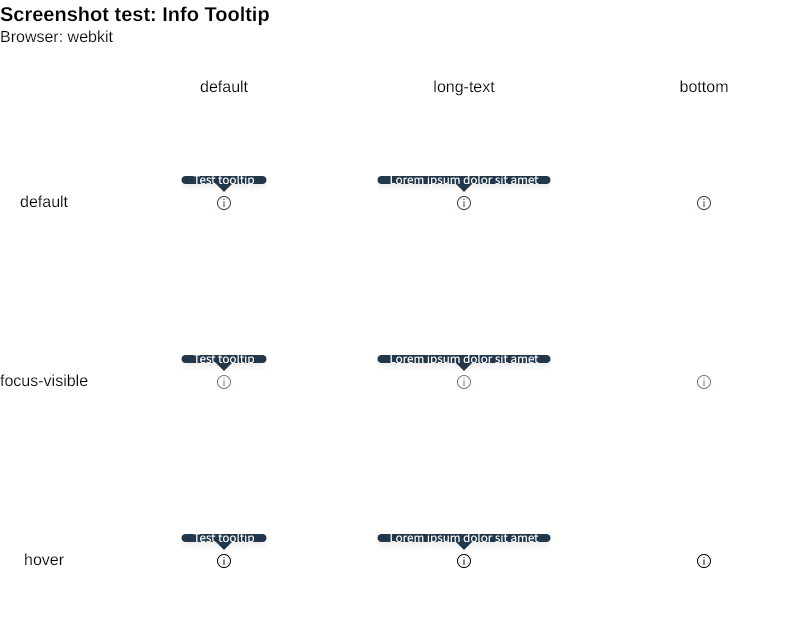 Screenshot test: Info Tooltip
Browser: webkit
default long-text bottom
Test tooltip Lorem ipsum dolor sit amet
default
Test tooltip Lorem ipsum dolor sit amet
focus-visible
Test tooltip Lorem ipsum dolor sit amet
hover